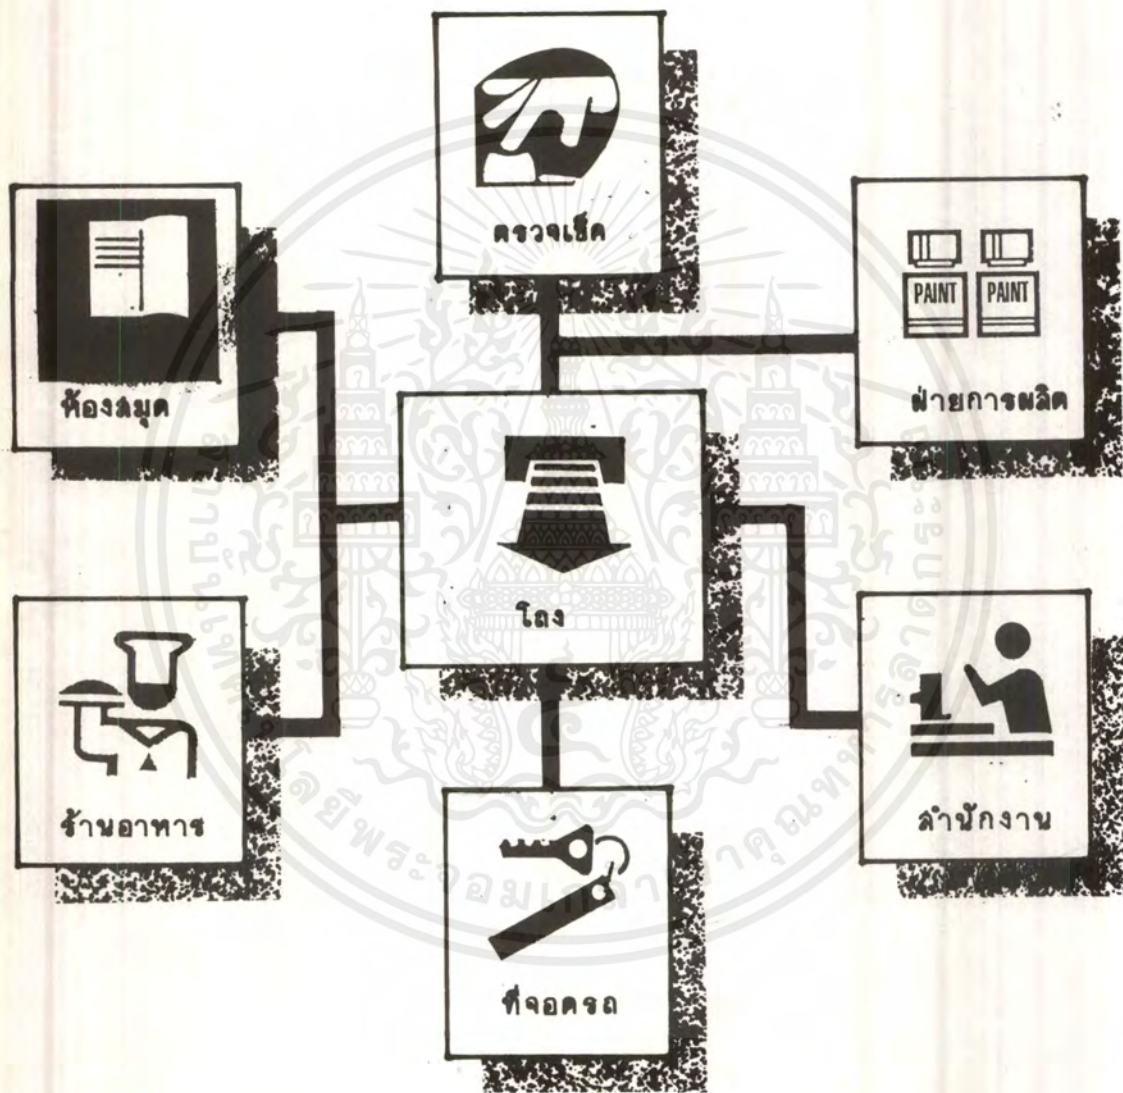 ตรวจเช็ค
ห้องสมุด
PAINT PAINT
ฝ่ายการผลิต
โถง
ร้านอาหาร
สำนักงาน
ที่จอดรถ